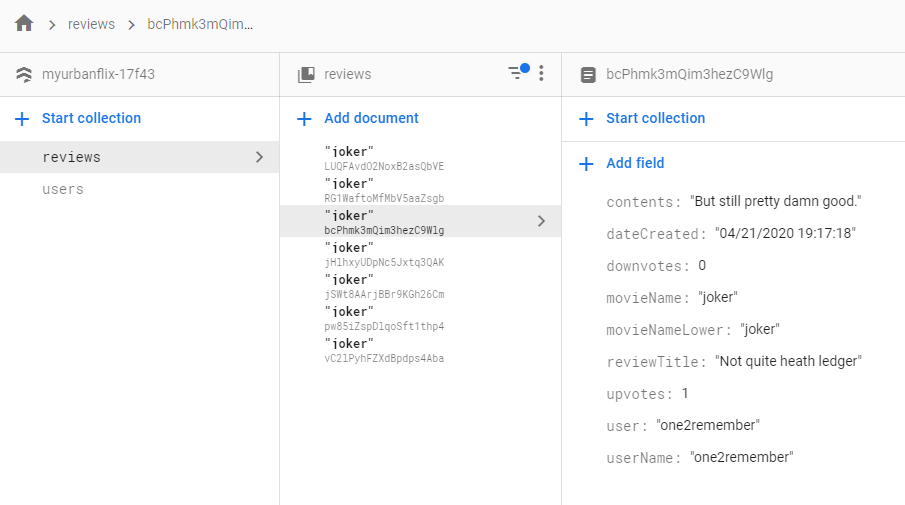 reviews
bcPhmk3mQim...
myurbanflix-17f43
Start collection
reviews
users
reviews
Add document
"joker"
LUQFAvdO2NoxB2asQbVE
"joker"
RG1WaftoMfMbV5aaZsgb
"joker"
bcPhmk3mQim3hezC9Wlg
"joker"
jHlhxyUDpNc5Jxtq3QAK
"joker"
jSWt8AArjBBr9KGh26Cm
"joker"
pw85iZspDlqoSft1thp4
"joker"
vC2lPyhFZXdBpdps4Aba
bcPhmk3mQim3hezC9Wlg
Start collection
Add field
contents: "But still pretty damn good."
dateCreated: "04/21/2020 19:17:18"
downvotes: 0
movieName: "joker"
movieNameLower: "joker"
reviewTitle: "Not quite heath ledger"
upvotes: 1
user: "one2remember"
userName: "one2remember"